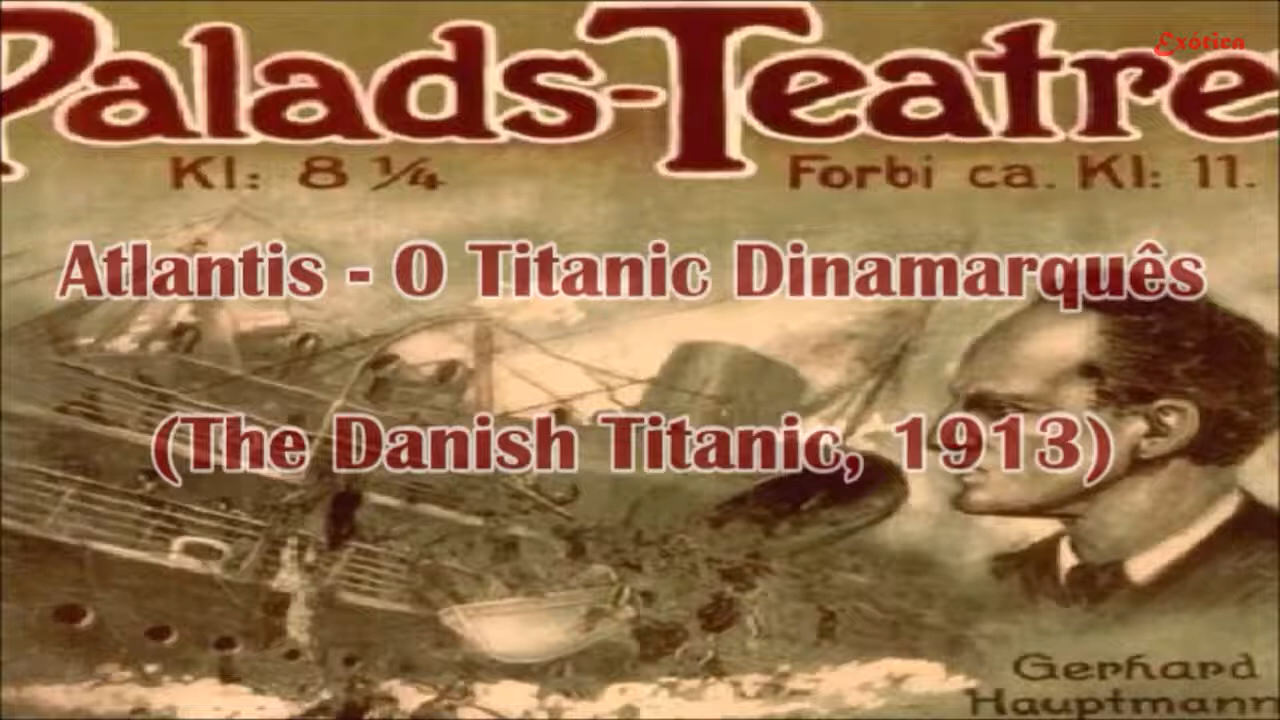 Palads-Teatre
Exótica
Kl: 8 ¼
Forbi ca. Kl: 11.
Atlantis - O Titanic Dinamarquês
(The Danish Titanic, 1913)
Gerhard
Hauptmann